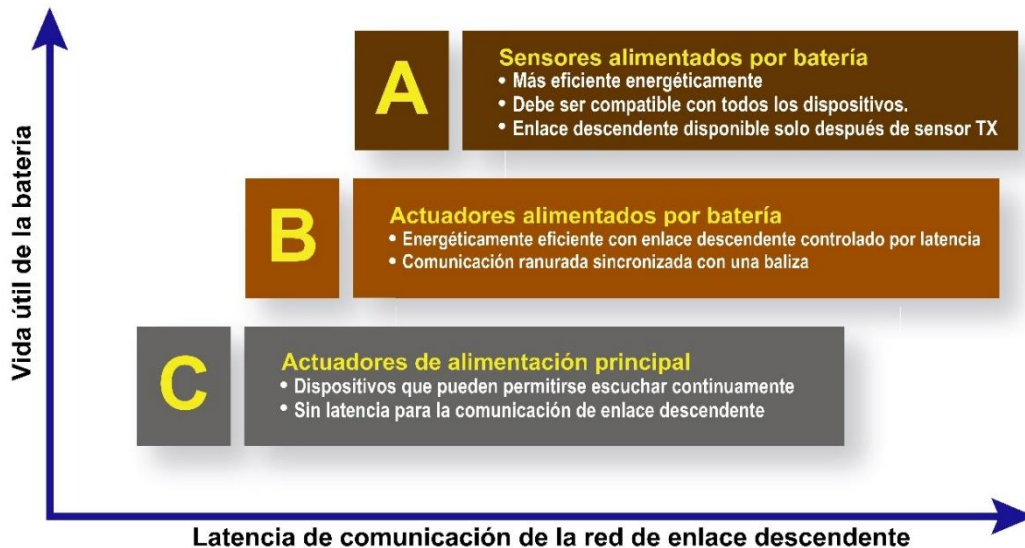 Vida útil de la batería
A
Sensores alimentados por batería
• Más eficiente energéticamente
• Debe ser compatible con todos los dispositivos.
• Enlace descendente disponible solo después de sensor TX
B
Actuadores alimentados por batería
• Energéticamente eficiente con enlace descendente controlado por latencia
• Comunicación ranurada sincronizada con una baliza
C
Actuadores de alimentación principal
• Dispositivos que pueden permitirse escuchar continuamente
• Sin latencia para la comunicación de enlace descendente
Latencia de comunicación de la red de enlace descendente